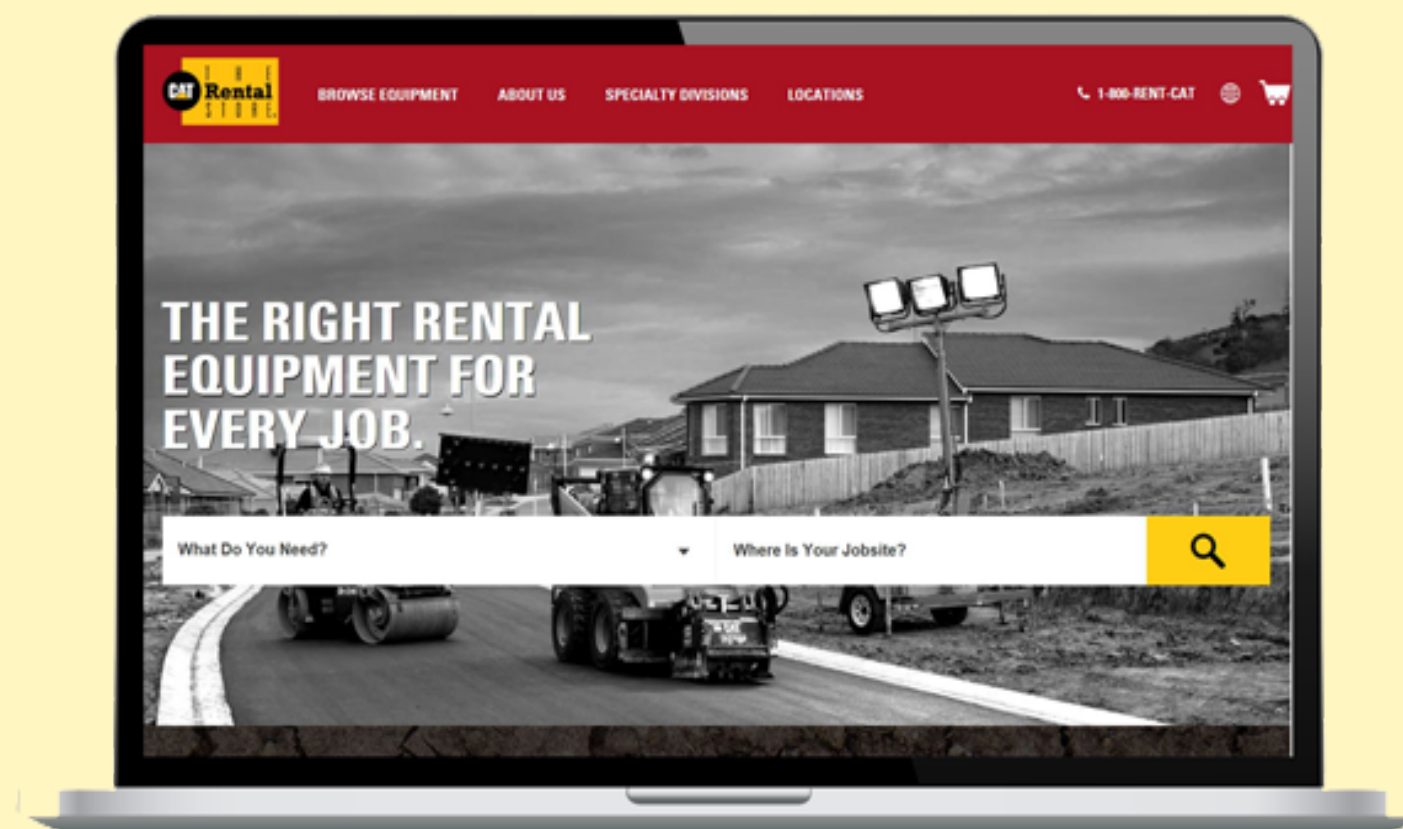 CAT Rental
STORE
BROWSE EQUIPMENT
ABOUT US
SPECIALTY DIVISIONS
LOCATIONS
1-800-RENT-CAT
THE RIGHT RENTAL
EQUIPMENT FOR
EVERY JOB.
What Do You Need?
Where Is Your Jobsite?